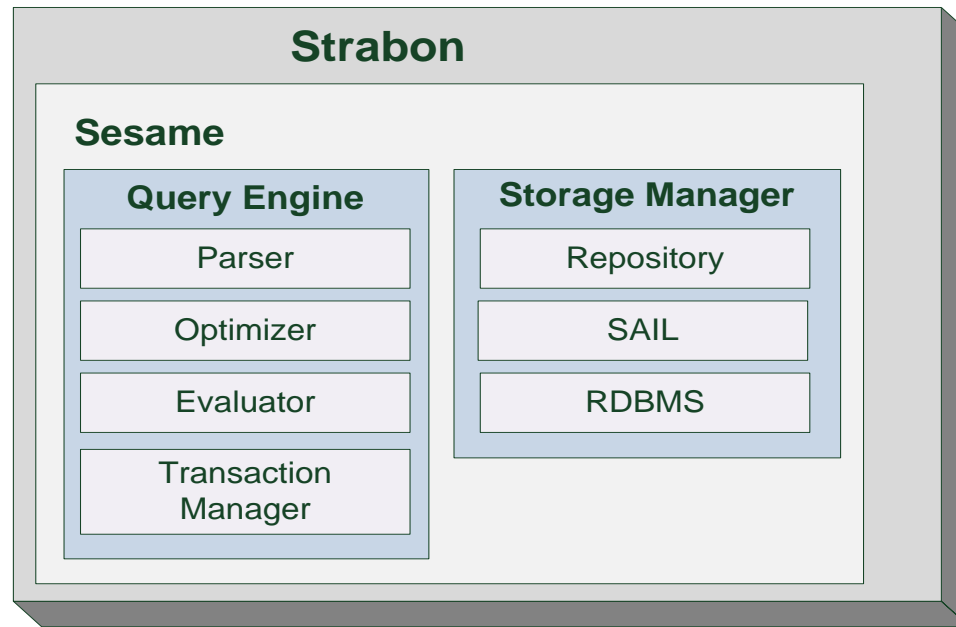 Strabon
Sesame
Query Engine
Parser
Optimizer
Evaluator
Transaction
Manager
Storage Manager
Repository
SAIL
RDBMS